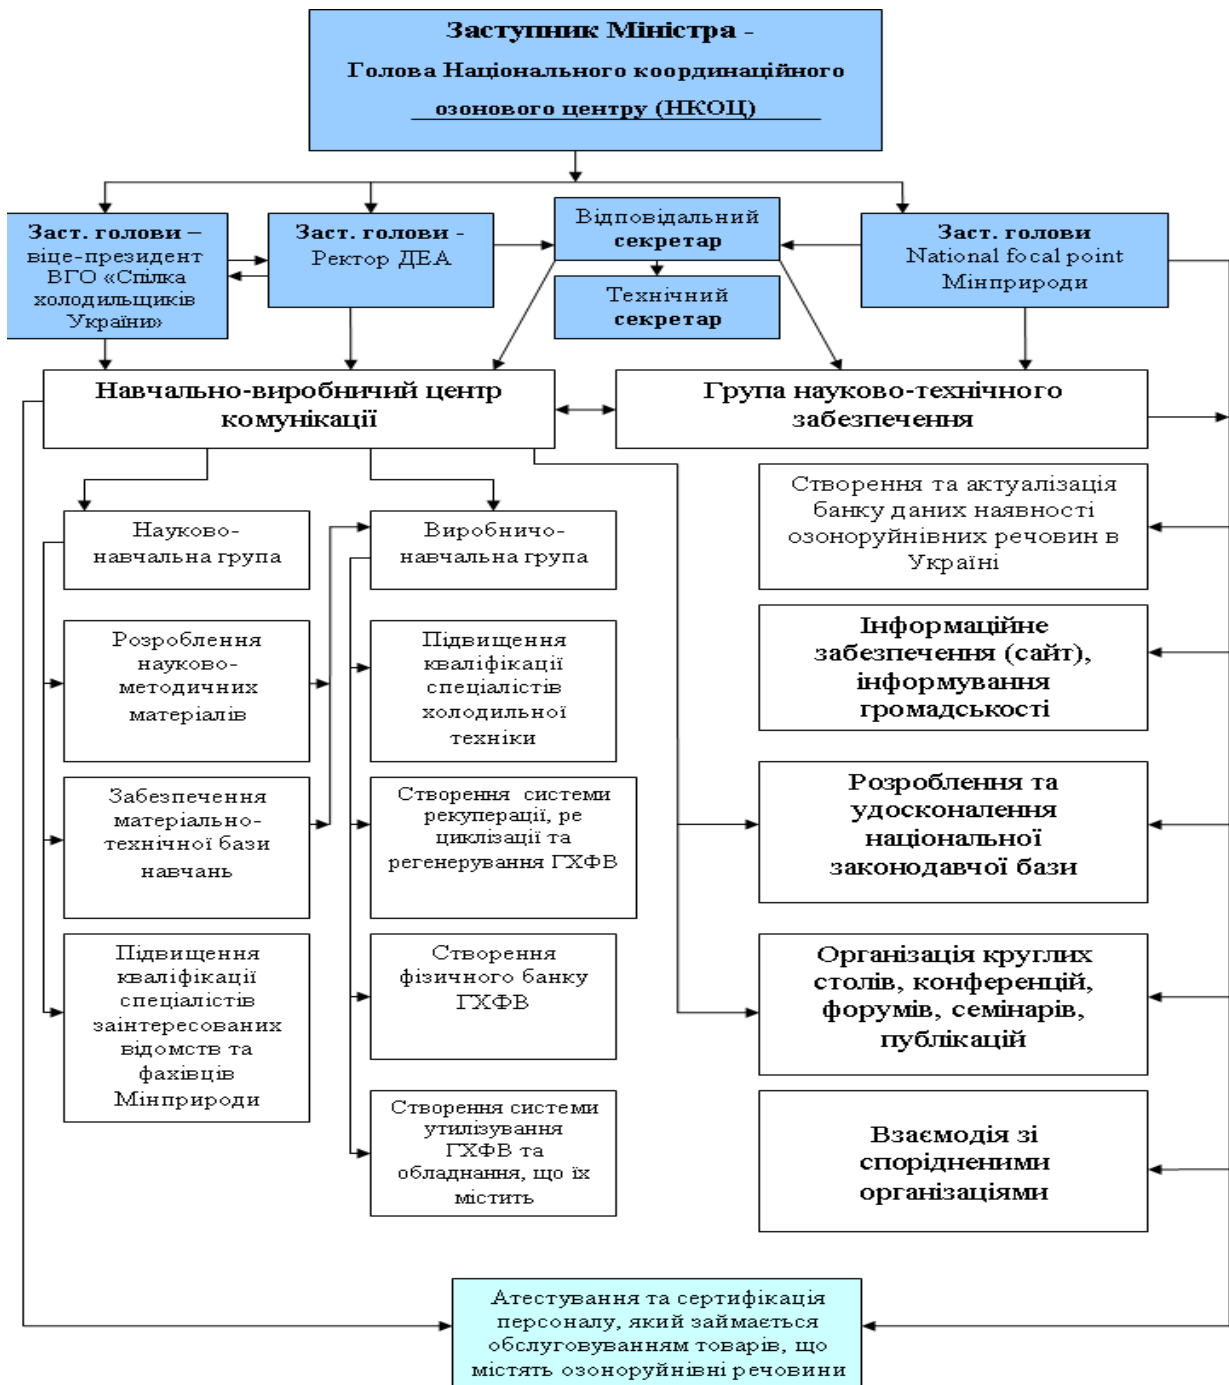 Заступник Міністра -
Голова Національного координаційного
озонового центру (НКОЦ)
Заст. голови –
віце-президент
ВГО «Спілка
холодильщиків
України»
Заст. голови -
Ректор ДЕА
Відповідальний
секретар
Технічний
секретар
Заст. голови
National focal point
Мінприроди
Навчально-виробничий центр
комунікації
Група науково-технічного
забезпечення
Науково-
навчальна група
Виробничо-
навчальна група
Розроблення
науково-
методичних
матеріалів
Забезпечення
матеріально-
технічної бази
навчань
Підвищення
кваліфікації
спеціалістів
заінтересованих
відомств та
фахівців
Мінприроди
Підвищення
кваліфікації
спеціалістів
холодильної
техніки
Створення системи
рекуперації, ре
циклізації та
регенерування ГХФВ
Створення
фізичного банку
ГХФВ
Створення системи
утилізування
ГХФВ та
обладнання, що їх
містить
Створення та актуалізація
банку даних наявності
озоноруйнівних речовин в
Україні
Інформаційне
забезпечення (сайт),
інформування
громадськості
Розроблення та
удосконалення
національної
законодавчої бази
Організація круглих
столів, конференцій,
форумів, семінарів,
публікацій
Взаємодія зі
спорідненими
організаціями
Атестування та сертифікація
персоналу, який займається
обслуговуванням товарів, що
містять озоноруйнівні речовини